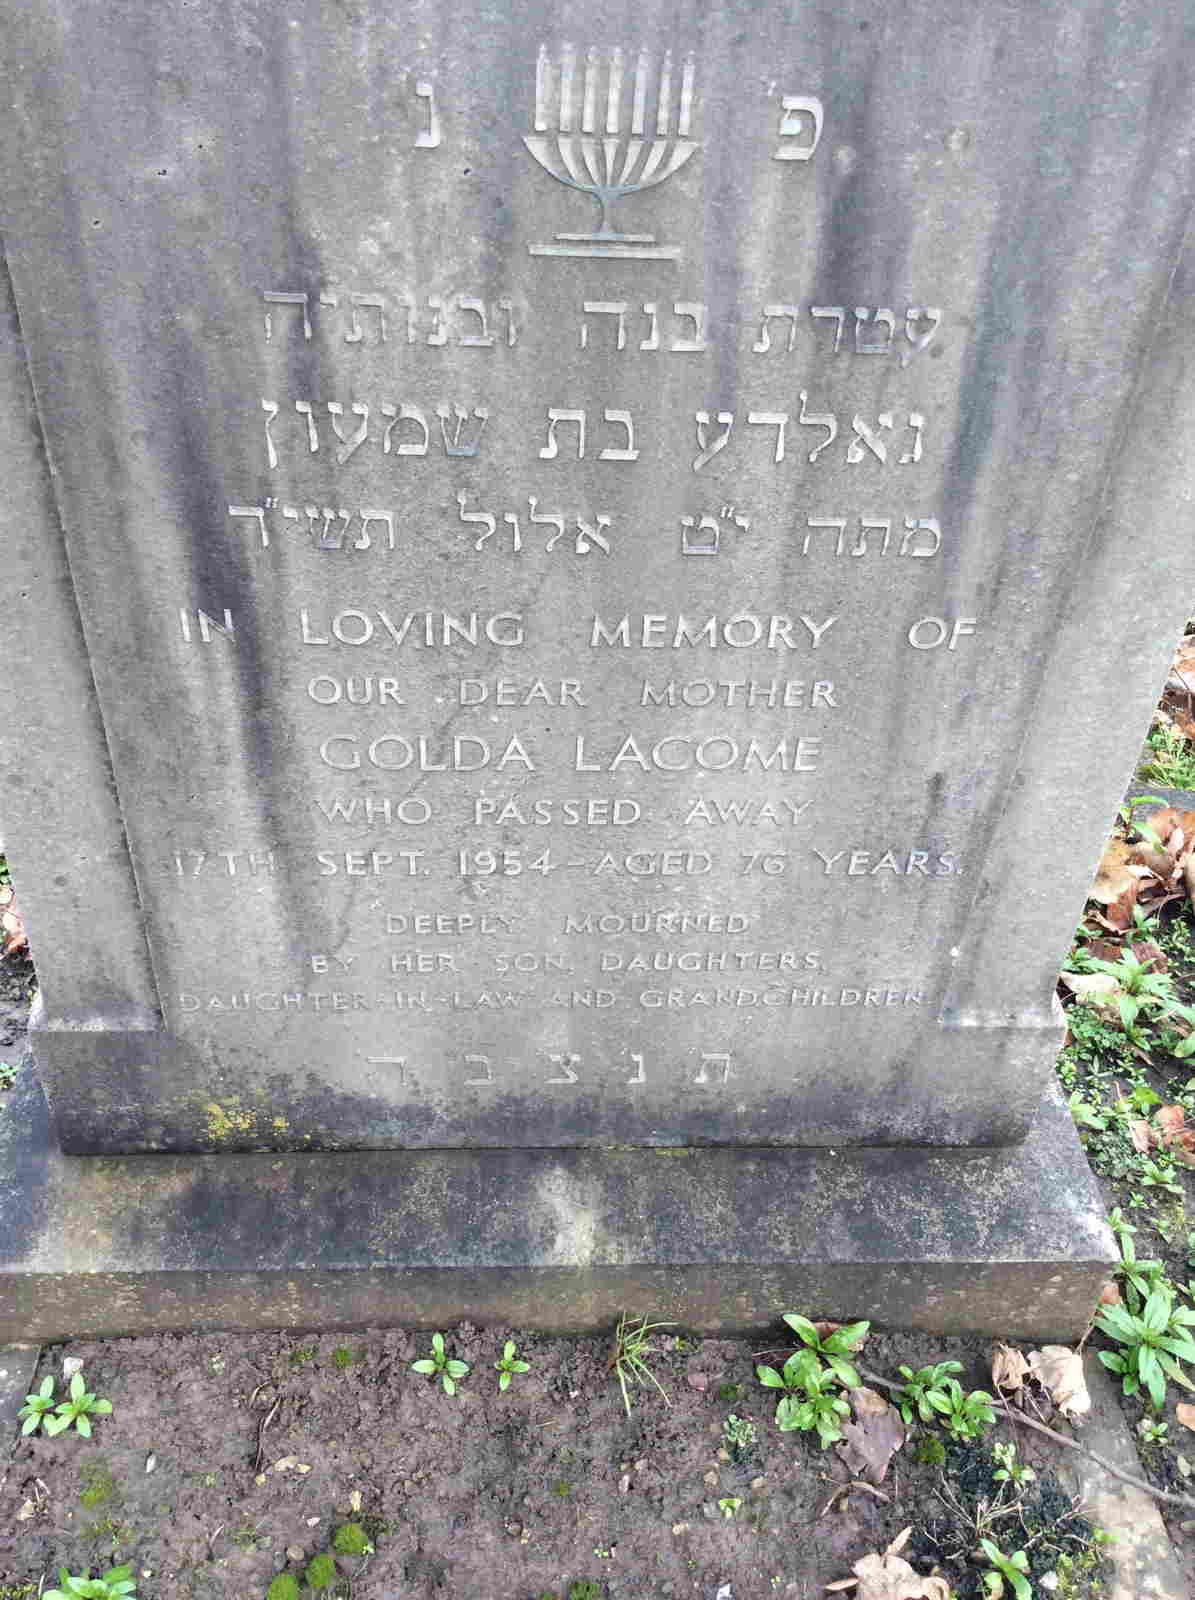 פ' נ
עטרת בנה ובנותיה
גאלדע בת שמעון
מתה י"ט אלול תשי"ד
IN LOVING MEMORY OF
OUR DEAR MOTHER
GOLDA LACOME
WHO PASSED AWAY
17TH SEPT. 1954 – AGED 76 YEARS.
DEEPLY MOURNED
BY HER SON, DAUGHTERS,
DAUGHTER-IN-LAW AND GRANDCHILDREN.
ת נ צ ב ה